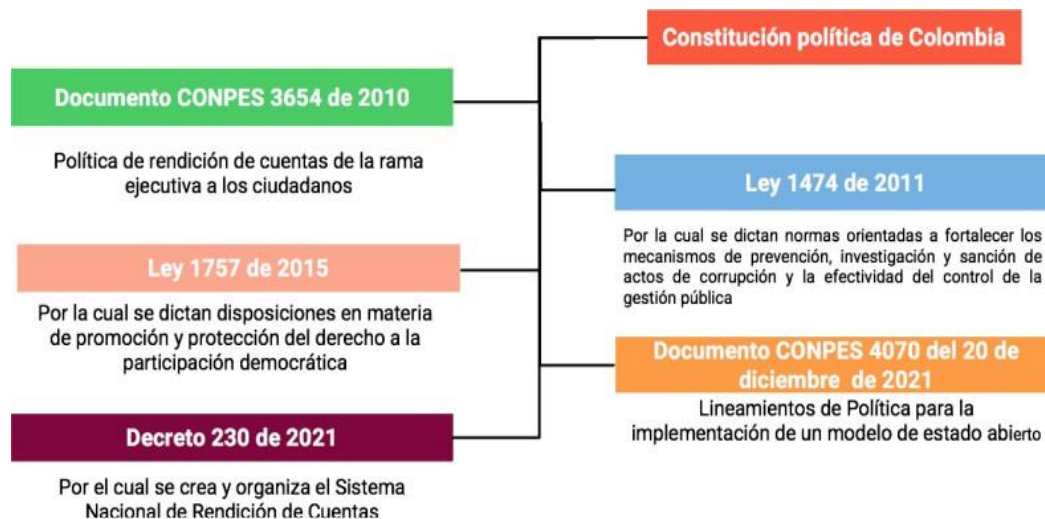 Constitución política de Colombia
Documento CONPES 3654 de 2010
Política de rendición de cuentas de la rama
ejecutiva a los ciudadanos
Ley 1474 de 2011
Por la cual se dictan normas orientadas a fortalecer los
mecanismos de prevención, investigación y sanción de
actos de corrupción y la efectividad del control de la
gestión pública
Ley 1757 de 2015
Por la cual se dictan disposiciones en materia
de promoción y protección del derecho a la
participación democrática
Documento CONPES 4070 del 20 de
diciembre de 2021
Lineamientos de Política para la
implementación de un modelo de estado abierto
Decreto 230 de 2021
Por el cual se crea y organiza el Sistema
Nacional de Rendición de Cuentas